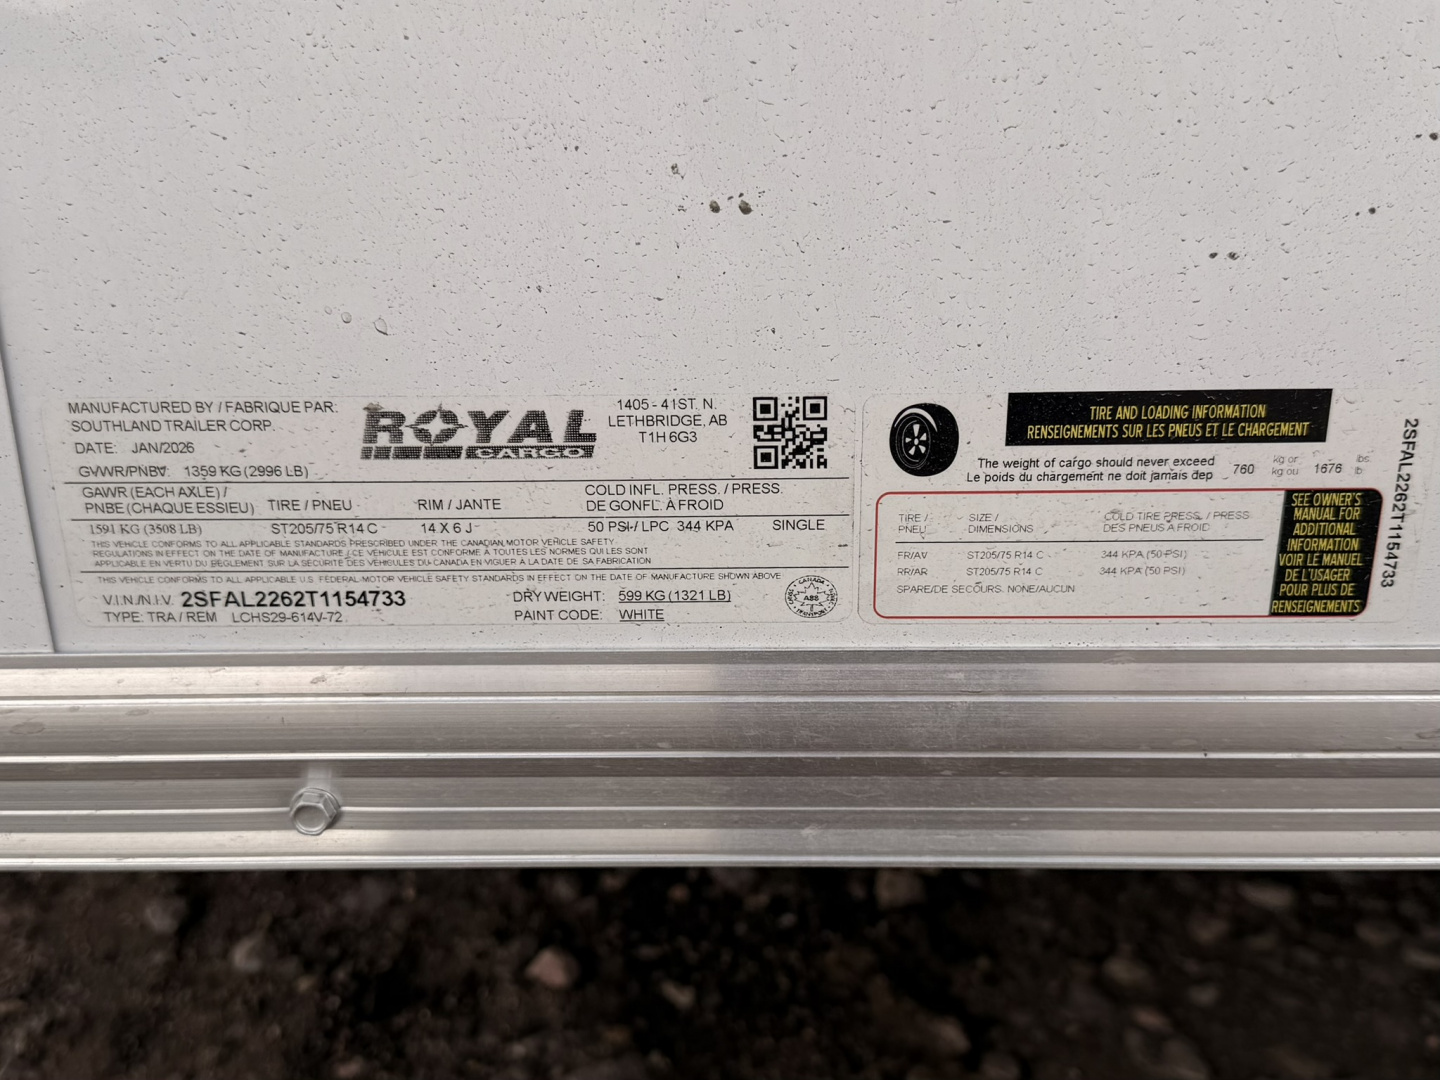 MANUFACTURED BY / FABRIQUE PAR:
SOUTHLAND TRAILER CORP.
DATE: JAN/2026
GVWR/PNBV: 1359 KG (2996 LB)
ROYAL
CARGO
1405 - 41ST. N.
LETHBRIDGE, AB
T1H 6G3
GAWR (EACH AXLE) /
PNBE (CHAQUE ESSIEU)
TIRE / PNEU
RIM / JANTE
COLD INFL. PRESS. / PRESS.
DE GONFL. À FROID
1591 KG (3508 LB) ST205/75 R14 C 14 X 6 J 50 PSI / LPC 344 KPA SINGLE
THIS VEHICLE CONFORMS TO ALL APPLICABLE STANDARDS PRESCRIBED UNDER THE CANADIAN MOTOR VEHICLE SAFETY
REGULATIONS IN EFFECT ON THE DATE OF MANUFACTURE / CE VÉHICULE EST CONFORME À TOUTES LES NORMES QUI LES SONT
APPLICABLE EN VERTU DU RÈGLEMENT SUR LA SÉCURITÉ DES VÉHICULES DU CANADA EN VIGUER À LA DATE DE SA FABRICATION
THIS VEHICLE CONFORMS TO ALL APPLICABLE U.S. FEDERAL MOTOR VEHICLE SAFETY STANDARDS IN EFFECT ON THE DATE OF MANUFACTURE SHOWN ABOVE
V.I.N./N.I.V. 2SFAL2262T1154733 DRY WEIGHT: 599 KG (1321 LB)
TYPE: TRA / REM LCHS29-614V-72 PAINT CODE: WHITE
CANADA
ABB
TRANSPORT
TIRE AND LOADING INFORMATION
RENSEIGNEMENTS SUR LES PNEUS ET LE CHARGEMENT
The weight of cargo should never exceed
Le poids du chargement ne doit jamais dep
760 kg or
kg ou 1676 lbs
lb
TIRE /
PNEU
SIZE /
DIMENSIONS
COLD TIRE PRESS. / PRESS
DES PNEUS A FROID
FR/AV ST205/75 R14 C 344 KPA (50 PSI)
RR/AR ST205/75 R14 C 344 KPA (50 PSI)
SPARE/DE SECOURS. NONE/AUCUN
SEE OWNER'S
MANUAL FOR
ADDITIONAL
INFORMATION
VOIR LE MANUEL
DE L'USAGER
POUR PLUS DE
RENSEIGNEMENTS
2SFAL2262T1154733